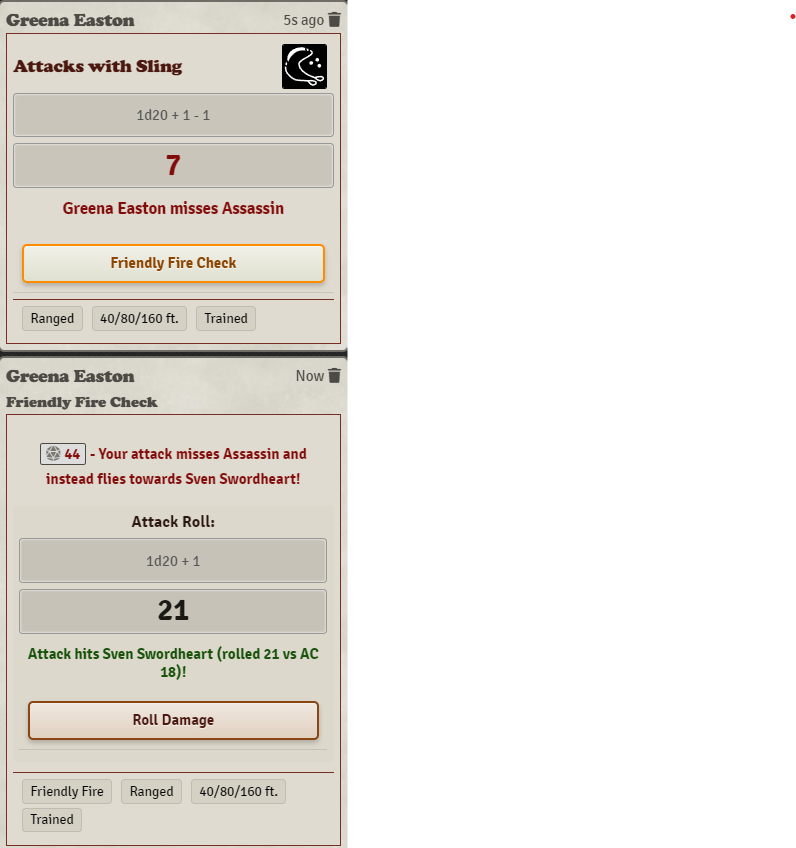 Greena Easton 5s ago
Attacks with Sling
1d20 + 1 - 1
7
Greena Easton misses Assassin
Friendly Fire Check
Ranged 40/80/160 ft. Trained
Greena Easton Now
Friendly Fire Check
44 - Your attack misses Assassin and
instead flies towards Sven Swordheart!
Attack Roll:
1d20 + 1
21
Attack hits Sven Swordheart (rolled 21 vs AC
18)!
Roll Damage
Friendly Fire Ranged 40/80/160 ft.
Trained